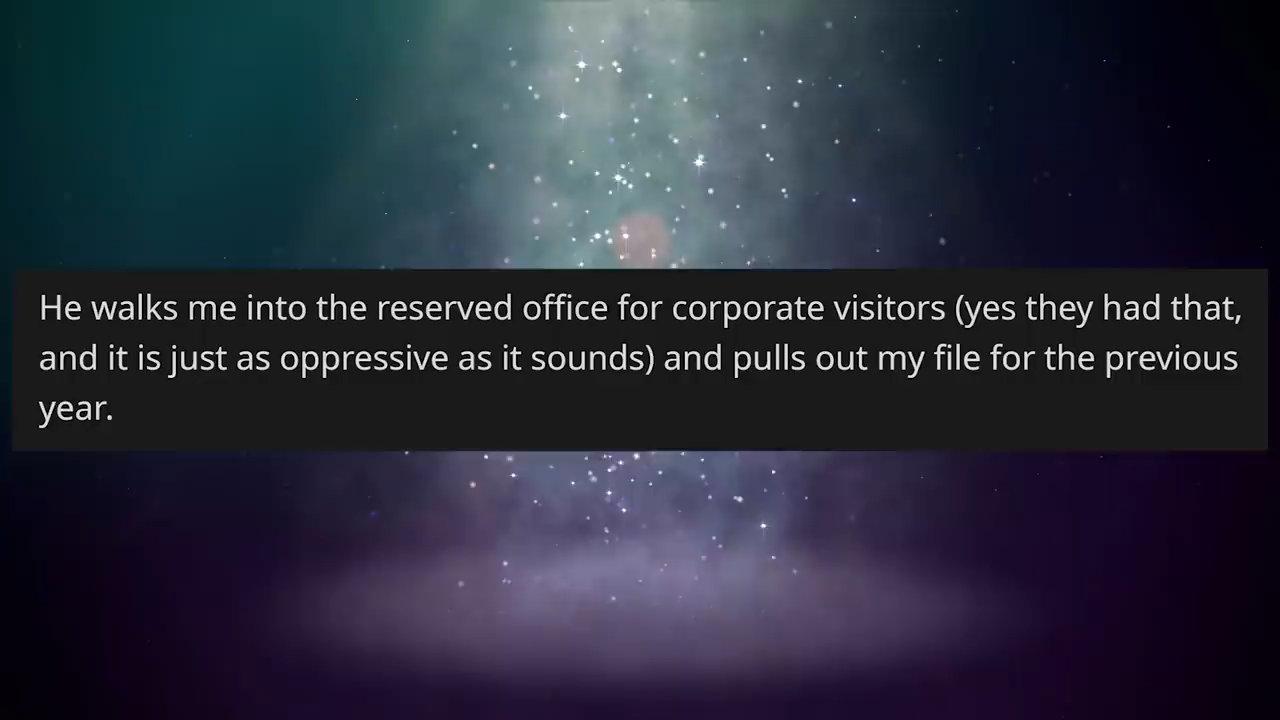 He walks me into the reserved office for corporate visitors (yes they had that,
and it is just as oppressive as it sounds) and pulls out my file for the previous
year.